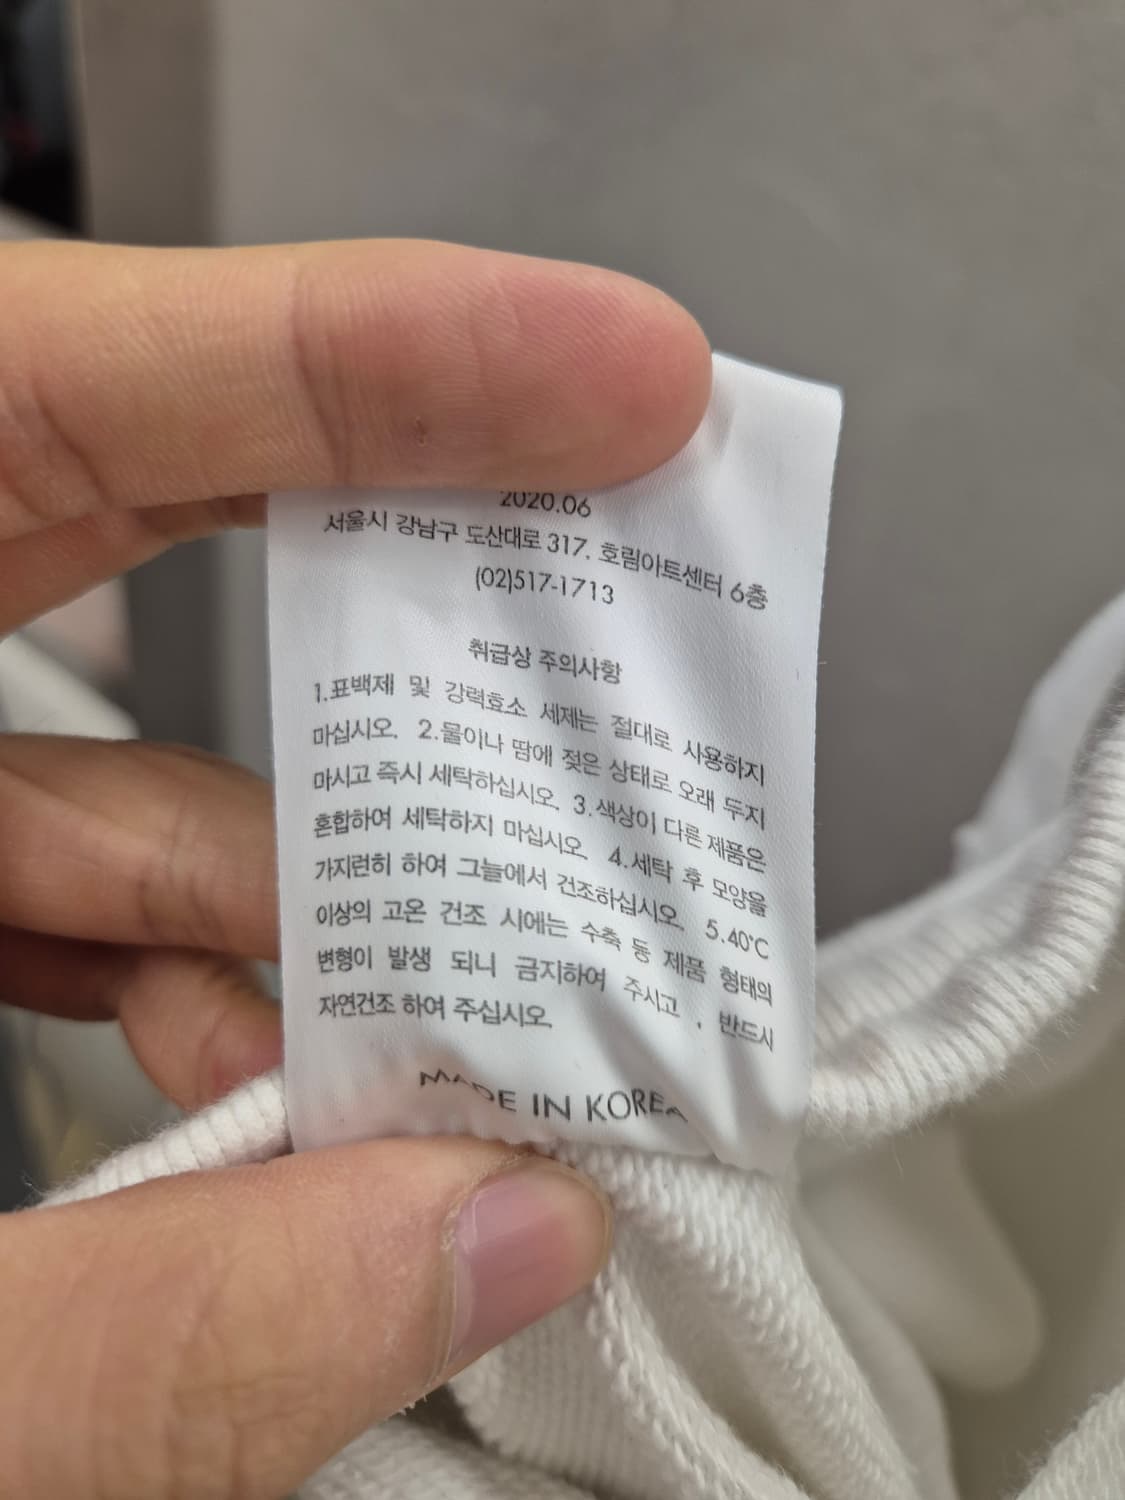 2020.06
서울시 강남구 도산대로 317, 호림아트센터 6층
(02)517-1713
취급상 주의사항
1.표백제 및 강력효소 세제는 절대로 사용하지
마십시오. 2.물이나 땀에 젖은 상태로 오래 두지
마시고 즉시 세탁하십시오. 3.색상이 다른 제품은
혼합하여 세탁하지 마십시오. 4.세탁 후 모양을
가지런히 하여 그늘에서 건조하십시오. 5.40℃
이상의 고온 건조 시에는 수축 등 제품 형태의
변형이 발생 되니 금지하여 주시고 , 반드시
자연건조 하여 주십시오.
MADE IN KOREA